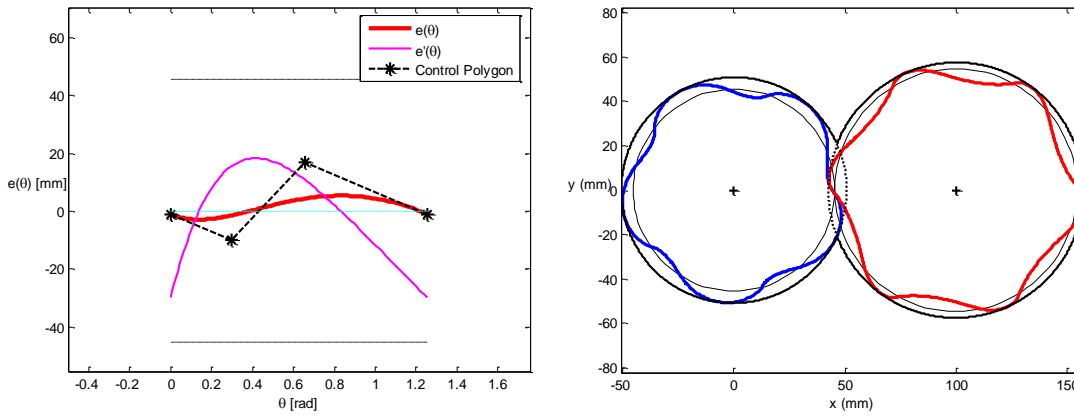 60
40
20
e(θ) [mm]
0
-20
-40
-0.4 -0.2 0 0.2 0.4 0.6 0.8 1 1.2 1.4 1.6
θ [rad]
e(θ)
e'(θ)
Control Polygon
80
60
40
20
y (mm)
0
-20
-40
-60
-80
-50 0 50 100 150
x (mm)